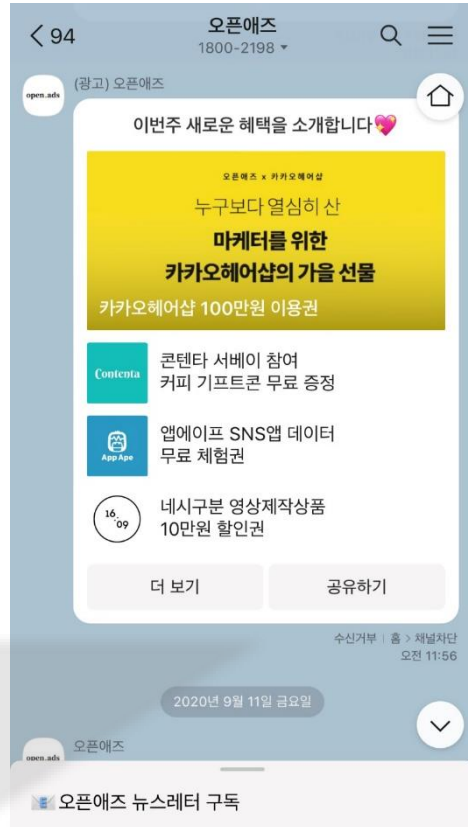 94
오픈애즈
1800-2198
open.ads
(광고) 오픈애즈
이번주 새로운 혜택을 소개합니다💖
오픈애즈 x 카카오헤어샵
누구보다 열심히 산
마케터를 위한
카카오헤어샵의 가을 선물
카카오헤어샵 100만원 이용권
Contenta
콘텐타 서베이 참여
커피 기프트콘 무료 증정
App Ape
앱에이프 SNS앱 데이터
무료 체험권
16:09
네시구분 영상제작상품
10만원 할인권
더 보기
공유하기
수신거부 | 홈 > 채널차단
오전 11:56
2020년 9월 11일 금요일
open.ads
오픈애즈
📧 오픈애즈 뉴스레터 구독